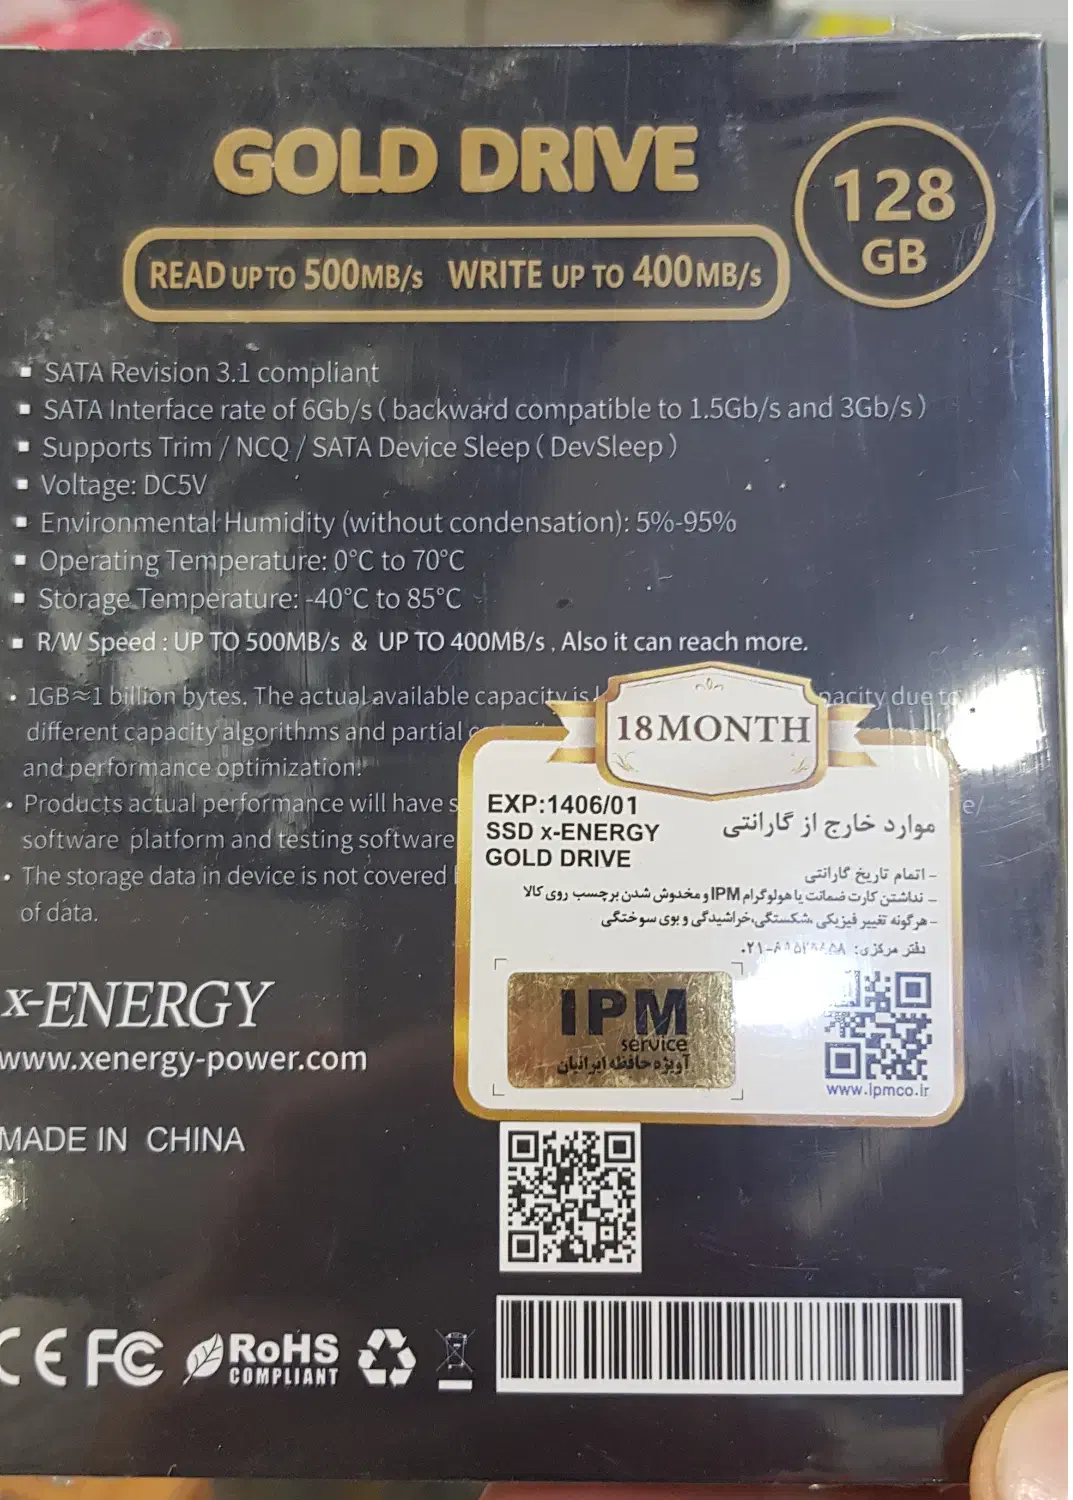 GOLD DRIVE
128
GB
READ UP TO 500MB/s WRITE UP TO 400MB/s
SATA Revision 3.1 compliant
SATA Interface rate of 6Gb/s ( backward compatible to 1.5Gb/s and 3Gb/s )
Supports Trim / NCQ / SATA Device Sleep ( DevSleep )
Voltage: DC5V
Environmental Humidity (without condensation): 5%-95%
Operating Temperature: 0°C to 70°C
Storage Temperature: -40°C to 85°C
R/W Speed : UP TO 500MB/s & UP TO 400MB/s . Also it can reach more.
1GB≈1 billion bytes. The actual available capacity is
due to
different capacity algorithms and partial
and performance optimization.
Products actual performance will have
software platform and testing software
The storage data in device is not covered
of data.
18 MONTH
EXP:1406/01
SSD x-ENERGY
GOLD DRIVE
موارد خارج از گارانتی
- اتمام تاریخ گارانتی
- نداشتن کارت ضمانت یا هولوگرام IPM و مخدوش شدن برچسب روی کالا
- هرگونه تغییر فیزیکی ،شکستگی،خراشیدگی و بوی سوختگی
دفتر مرکزی:
IPM
service
آویژه حافظه ایرانیان
www.ipmco.ir
x-ENERGY
www.xenergy-power.com
MADE IN CHINA
CE FC RoHS
COMPLIANT